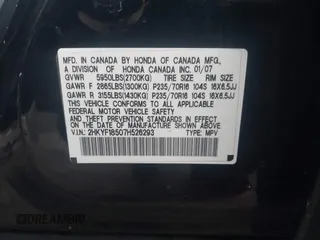 MFD. IN CANADA BY HONDA OF CANADA MFG.,
A DIVISION OF HONDA CANADA INC. 01/07
GVWR 5950LBS(2700KG) TIRE SIZE RIM SIZE
GAWR F 2865LBS(1300KG) P235/70R16 104S 16X6.5JJ
GAWR R 3155LBS(1430KG) P235/70R16 104S 16X6.5JJ
THIS VEHICLE CONFORMS TO ALL APPLICABLE
FEDERAL MOTOR VEHICLE SAFETY
AND THEFT PREVENTION STANDARDS IN EFFECT
ON THE DATE OF MANUFACTURE SHOWN ABOVE.
V.I.N: 2HKYF18507H526293 TYPE: MPV
DREAMBID